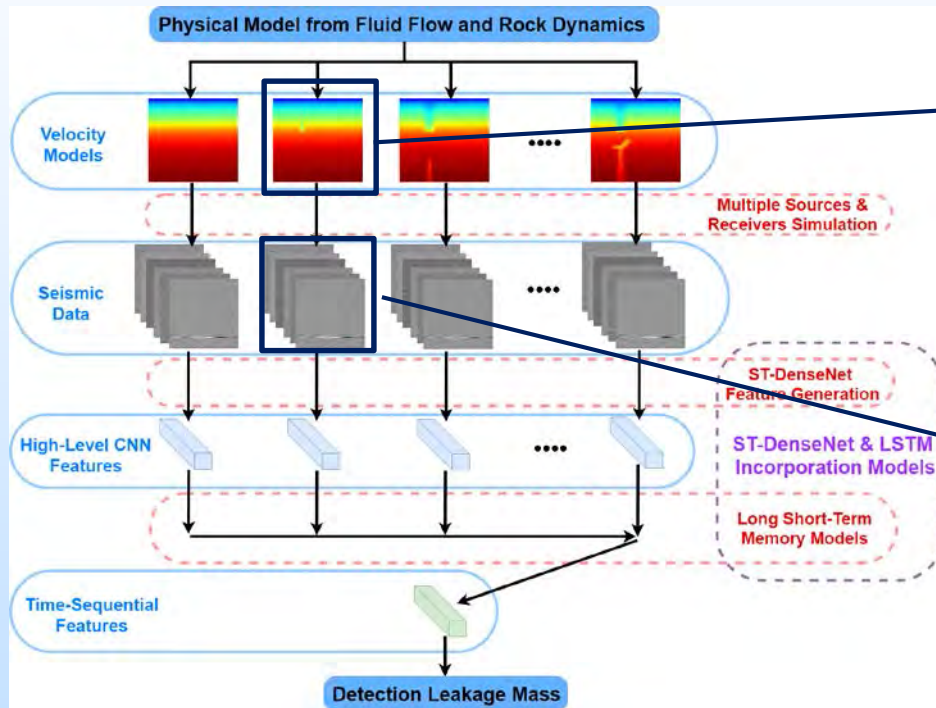 Physical Model from Fluid Flow and Rock Dynamics
Velocity
Models
••••
Multiple Sources &
Receivers Simulation
Seismic
Data
••••
ST-DenseNet
Feature Generation
High-Level CNN
Features
••••
ST-DenseNet & LSTM
Incorporation Models
Long Short-Term
Memory Models
Time-Sequential
Features
Detection Leakage Mass